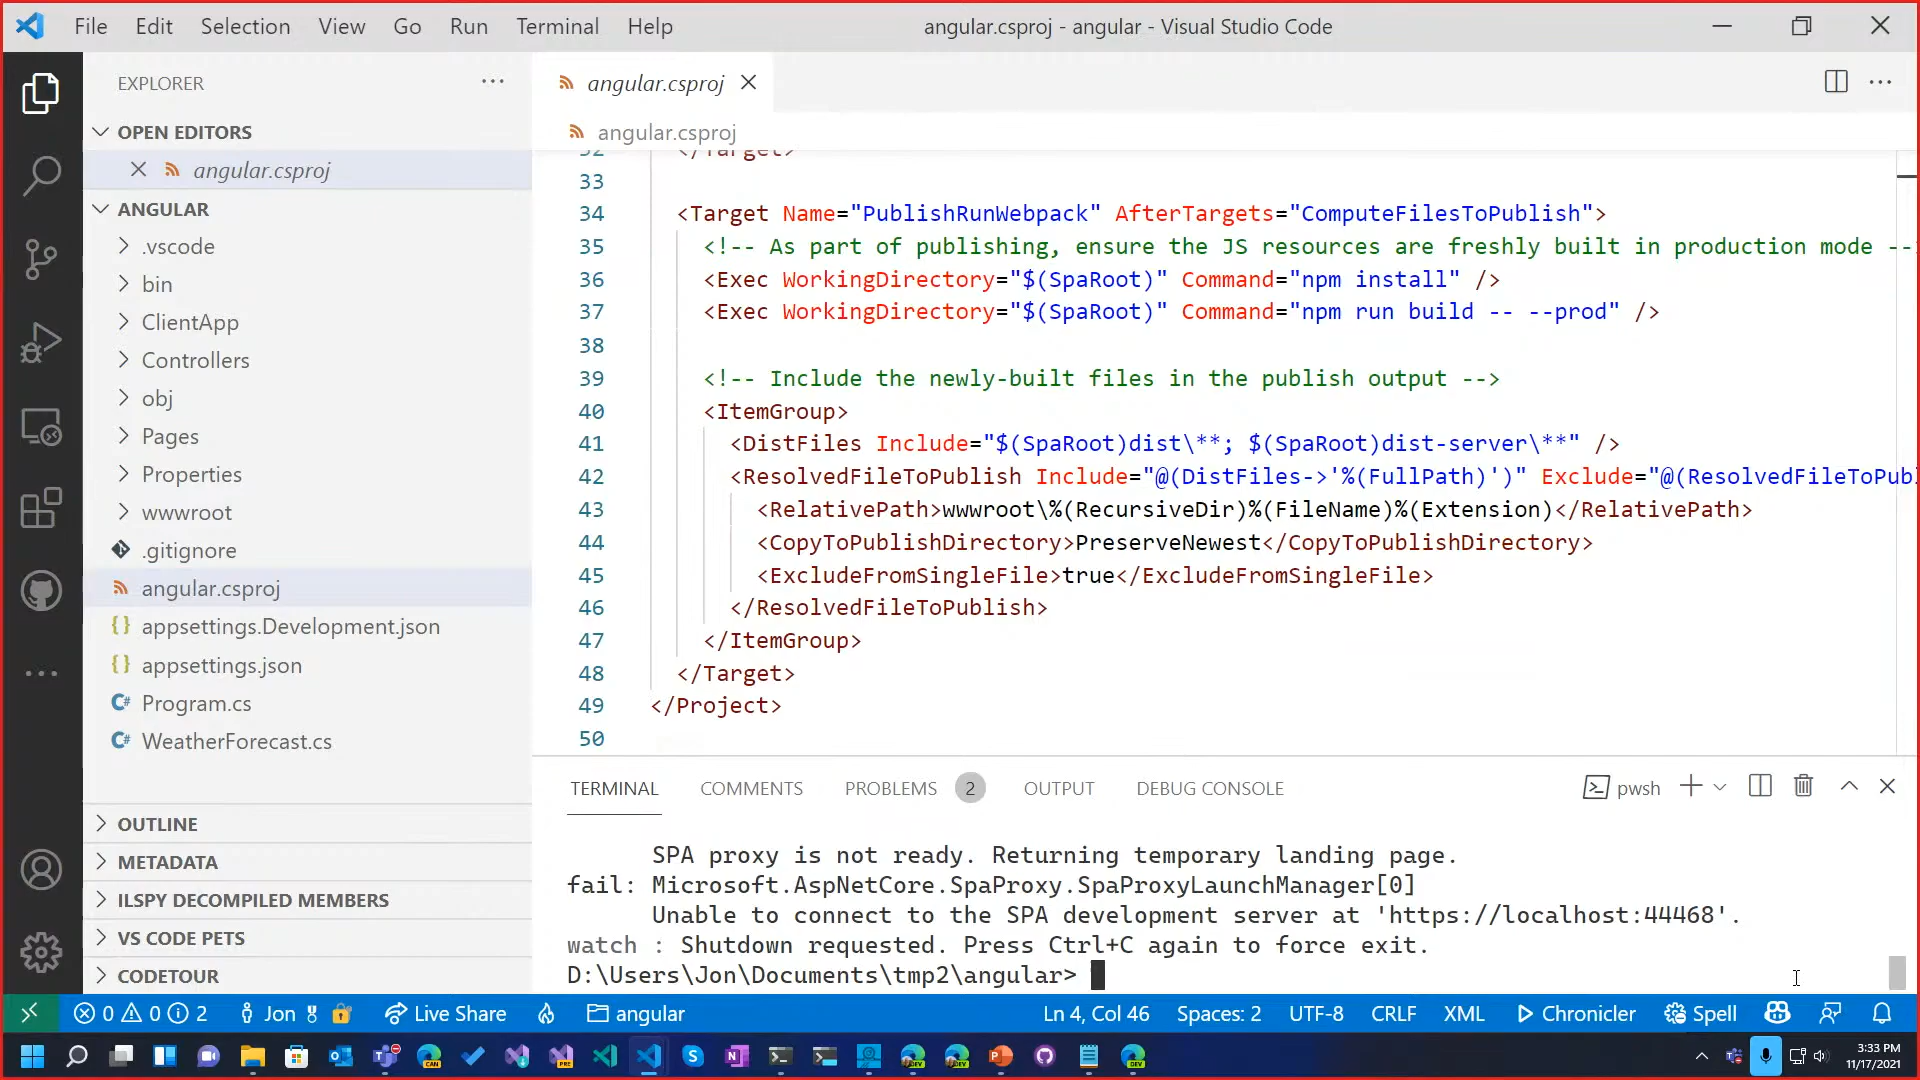 File Edit Selection View Go Run Terminal Help
angular.csproj - angular - Visual Studio Code
EXPLORER
OPEN EDITORS
angular.csproj
ANGULAR
.vscode
bin
ClientApp
Controllers
obj
Pages
Properties
wwwroot
.gitignore
angular.csproj
appsettings.Development.json
appsettings.json
Program.cs
WeatherForecast.cs
OUTLINE
METADATA
ILSPY DECOMPILED MEMBERS
VS CODE PETS
CODETOUR
angular.csproj
angular.csproj
32 </Target>
33
34 <Target Name="PublishRunWebpack" AfterTargets="ComputeFilesToPublish">
35 <!-- As part of publishing, ensure the JS resources are freshly built in production mode --
36 <Exec WorkingDirectory="$(SpaRoot)" Command="npm install" />
37 <Exec WorkingDirectory="$(SpaRoot)" Command="npm run build -- --prod" />
38
39 <!-- Include the newly-built files in the publish output -->
40 <ItemGroup>
41 <DistFiles Include="$(SpaRoot)dist\**; $(SpaRoot)dist-server\**" />
42 <ResolvedFileToPublish Include="@(DistFiles->'%(FullPath)')" Exclude="@(ResolvedFileToPubl
43 <RelativePath>wwwroot\%(RecursiveDir)%(FileName)%(Extension)</RelativePath>
44 <CopyToPublishDirectory>PreserveNewest</CopyToPublishDirectory>
45 <ExcludeFromSingleFile>true</ExcludeFromSingleFile>
46 </ResolvedFileToPublish>
47 </ItemGroup>
48 </Target>
49 </Project>
50
TERMINAL COMMENTS PROBLEMS 2 OUTPUT DEBUG CONSOLE
pwsh
SPA proxy is not ready. Returning temporary landing page.
fail: Microsoft.AspNetCore.SpaProxy.SpaProxyLaunchManager[0]
Unable to connect to the SPA development server at 'https://localhost:44468'.
watch : Shutdown requested. Press Ctrl+C again to force exit.
D:\Users\Jon\Documents\tmp2\angular>
0 0 2 Jon Live Share angular
Ln 4, Col 46 Spaces: 2 UTF-8 CRLF XML Chronicler Spell
3:33 PM
11/17/2021